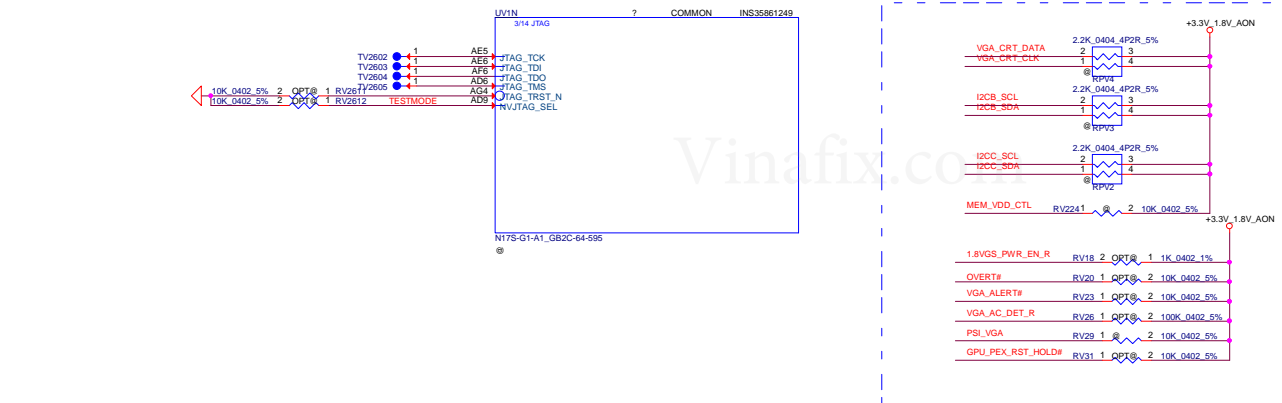 UV1N ? COMMON INS35861249
3/14 JTAG
TV2602 1 AE5 JTAG_TCK
TV2603 1 AE6 JTAG_TDI
TV2604 1 AF6 JTAG_TDO
TV2605 1 AD6 JTAG_TMS
10K_0402_5% 2 OPT@ 1 RV2611 AG4 JTAG_TRST_N
10K_0402_5% 2 OPT@ 1 RV2612 TESTMODE AD9 NVJTAG_SEL
N17S-G1-A1_GB2C-64-595
@
Vinafix.com
+3.3V_1.8V_AON
2.2K_0404_4P2R_5%
VGA_CRT_DATA 2 3
VGA_CRT_CLK 1 4
@ RPV4
2.2K_0404_4P2R_5%
I2CB_SCL 2 3
I2CB_SDA 1 4
@ RPV3
2.2K_0404_4P2R_5%
I2CC_SCL 2 3
I2CC_SDA 1 4
@ RPV2
MEM_VDD_CTL RV224 1 @ 2 10K_0402_5%
+3.3V_1.8V_AON
1.8VGS_PWR_EN_R RV18 2 OPT@ 1 1K_0402_1%
OVERT# RV20 1 OPT@ 2 10K_0402_5%
VGA_ALERT# RV23 1 OPT@ 2 10K_0402_5%
VGA_AC_DET_R RV26 1 OPT@ 2 100K_0402_5%
PSI_VGA RV29 1 @ 2 10K_0402_5%
GPU_PEX_RST_HOLD# RV31 1 OPT@ 2 10K_0402_5%